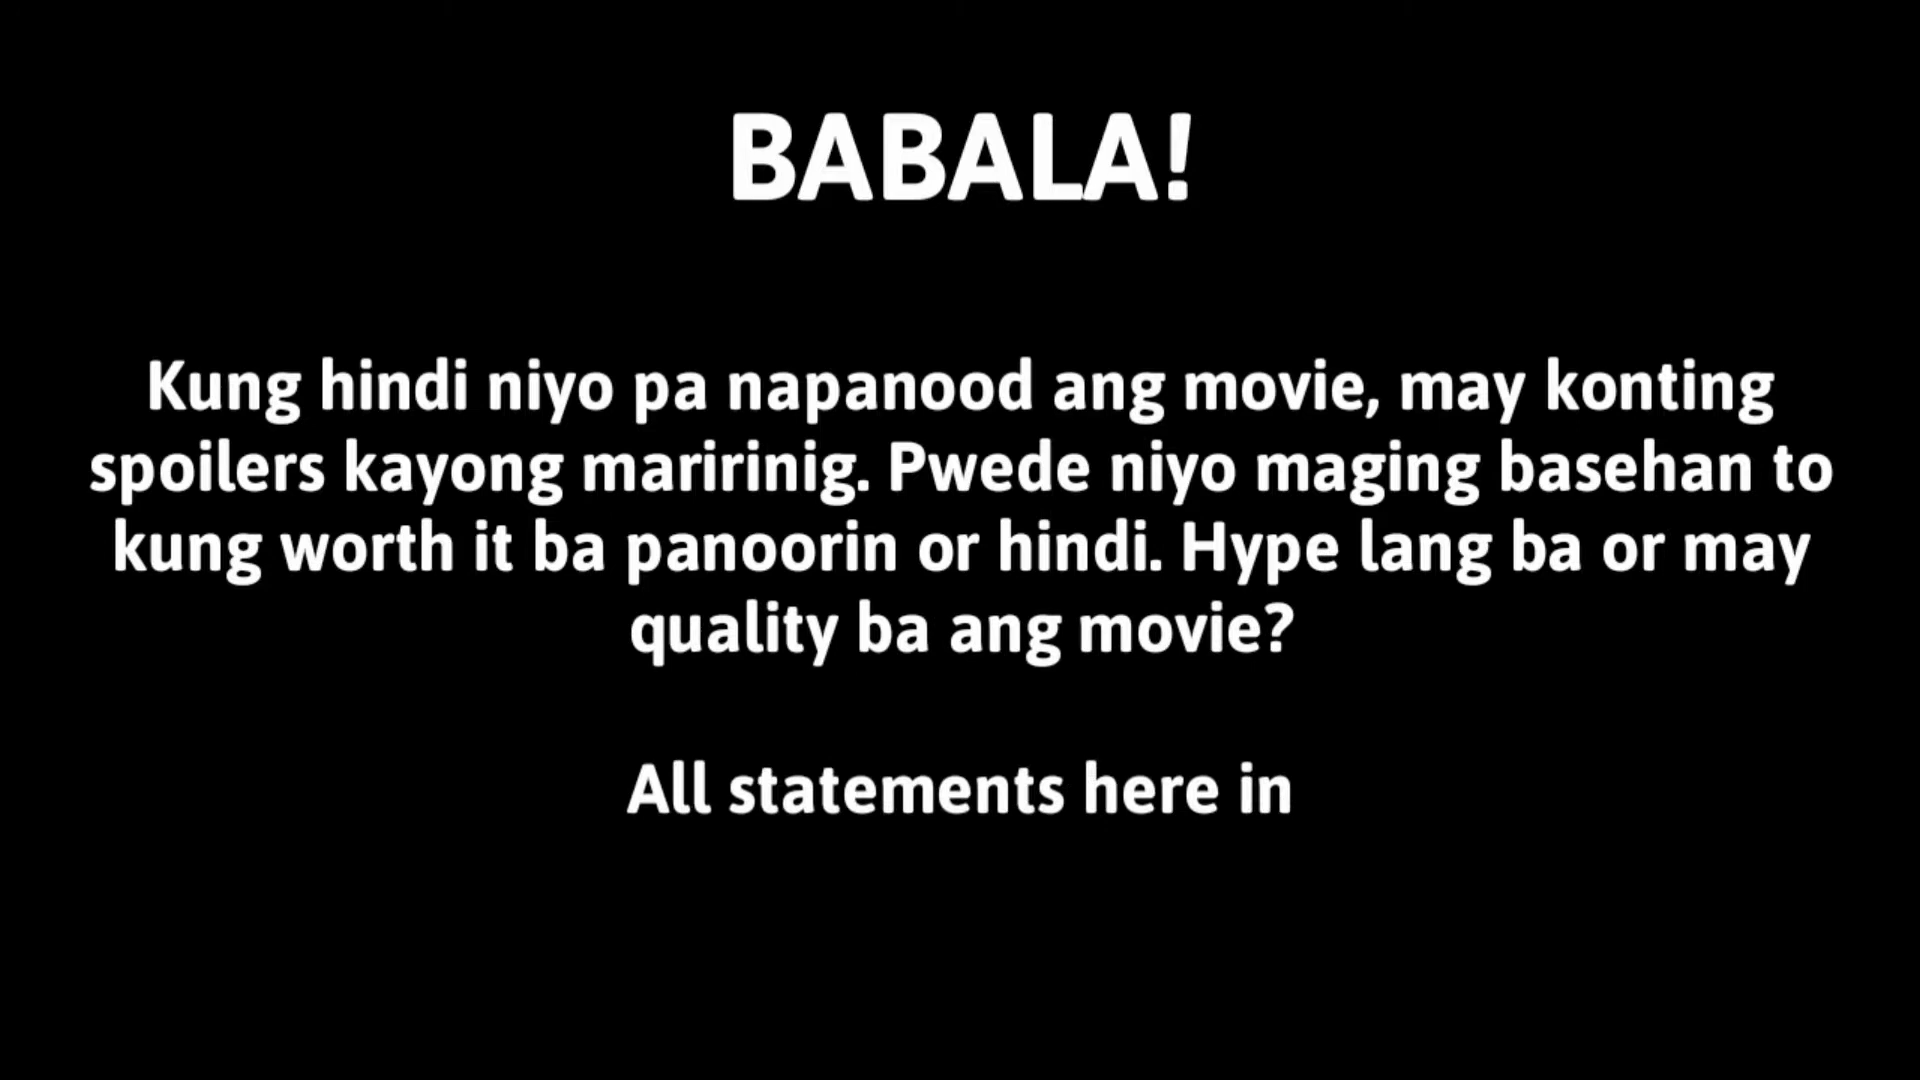 BABALA!
Kung hindi niyo pa napanood ang movie, may konting
spoilers kayong maririnig. Pwede niyo maging basehan to
kung worth it ba panoorin or hindi. Hype lang ba or may
quality ba ang movie?
All statements here in